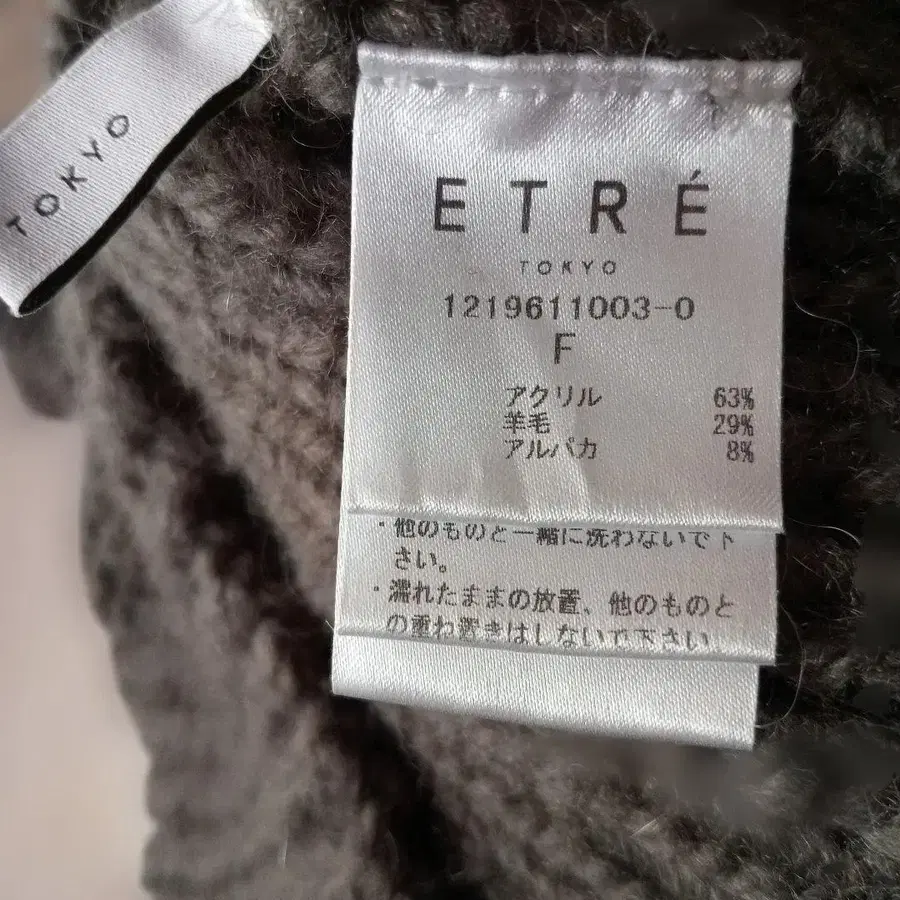 TOKYO
ETRÉ
TOKYO
1219611003-0
F
アクリル 63%
羊毛 29%
アルパカ 8%
・他のものと一緒に洗わないで下
さい。
・濡れたままの放置、他のものと
の重ね置きはしないで下さい